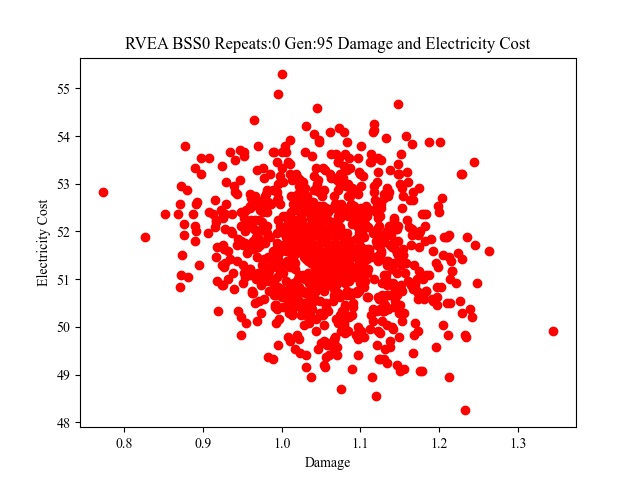 RVEA BSS0 Repeats:0 Gen:95 Damage and Electricity Cost
55
54
53
52
51
50
49
48
Electricity Cost
0.8 0.9 1.0 1.1 1.2 1.3
Damage